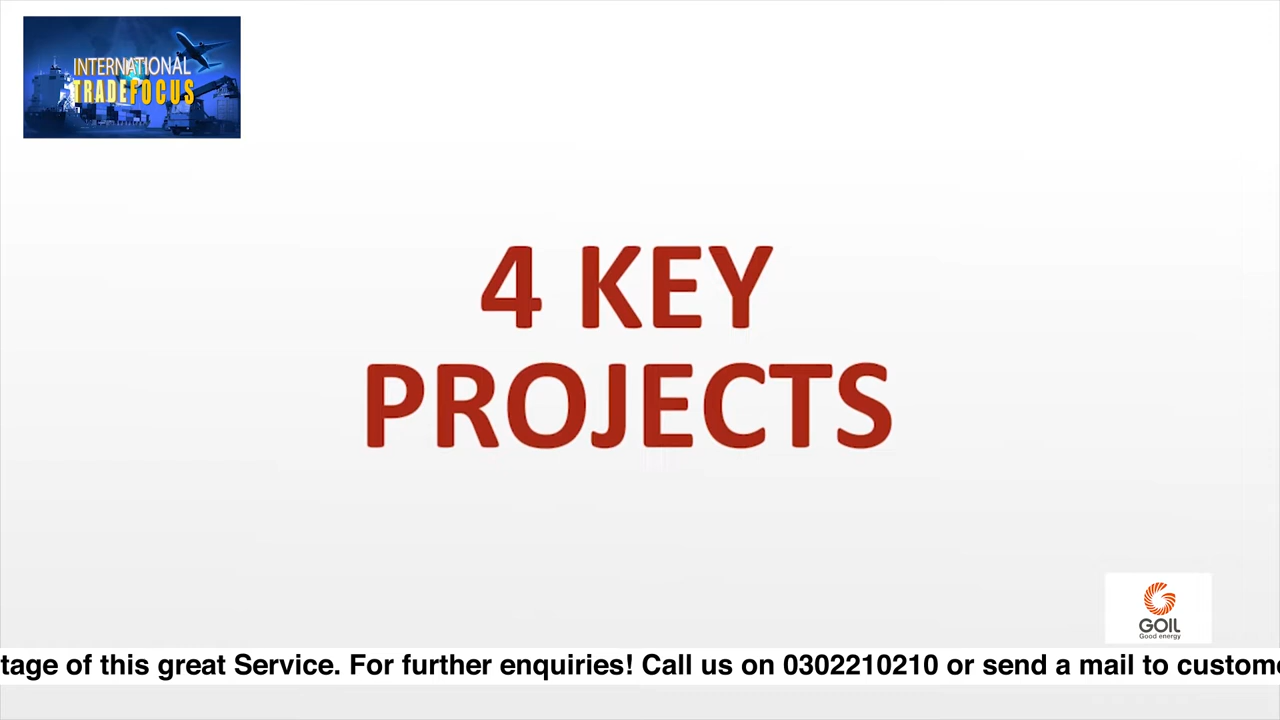 INTERNATIONAL
TRADEFOCUS
4 KEY
PROJECTS
GOIL
Good energy
tage of this great Service. For further enquiries! Call us on 0302210210 or send a mail to custome